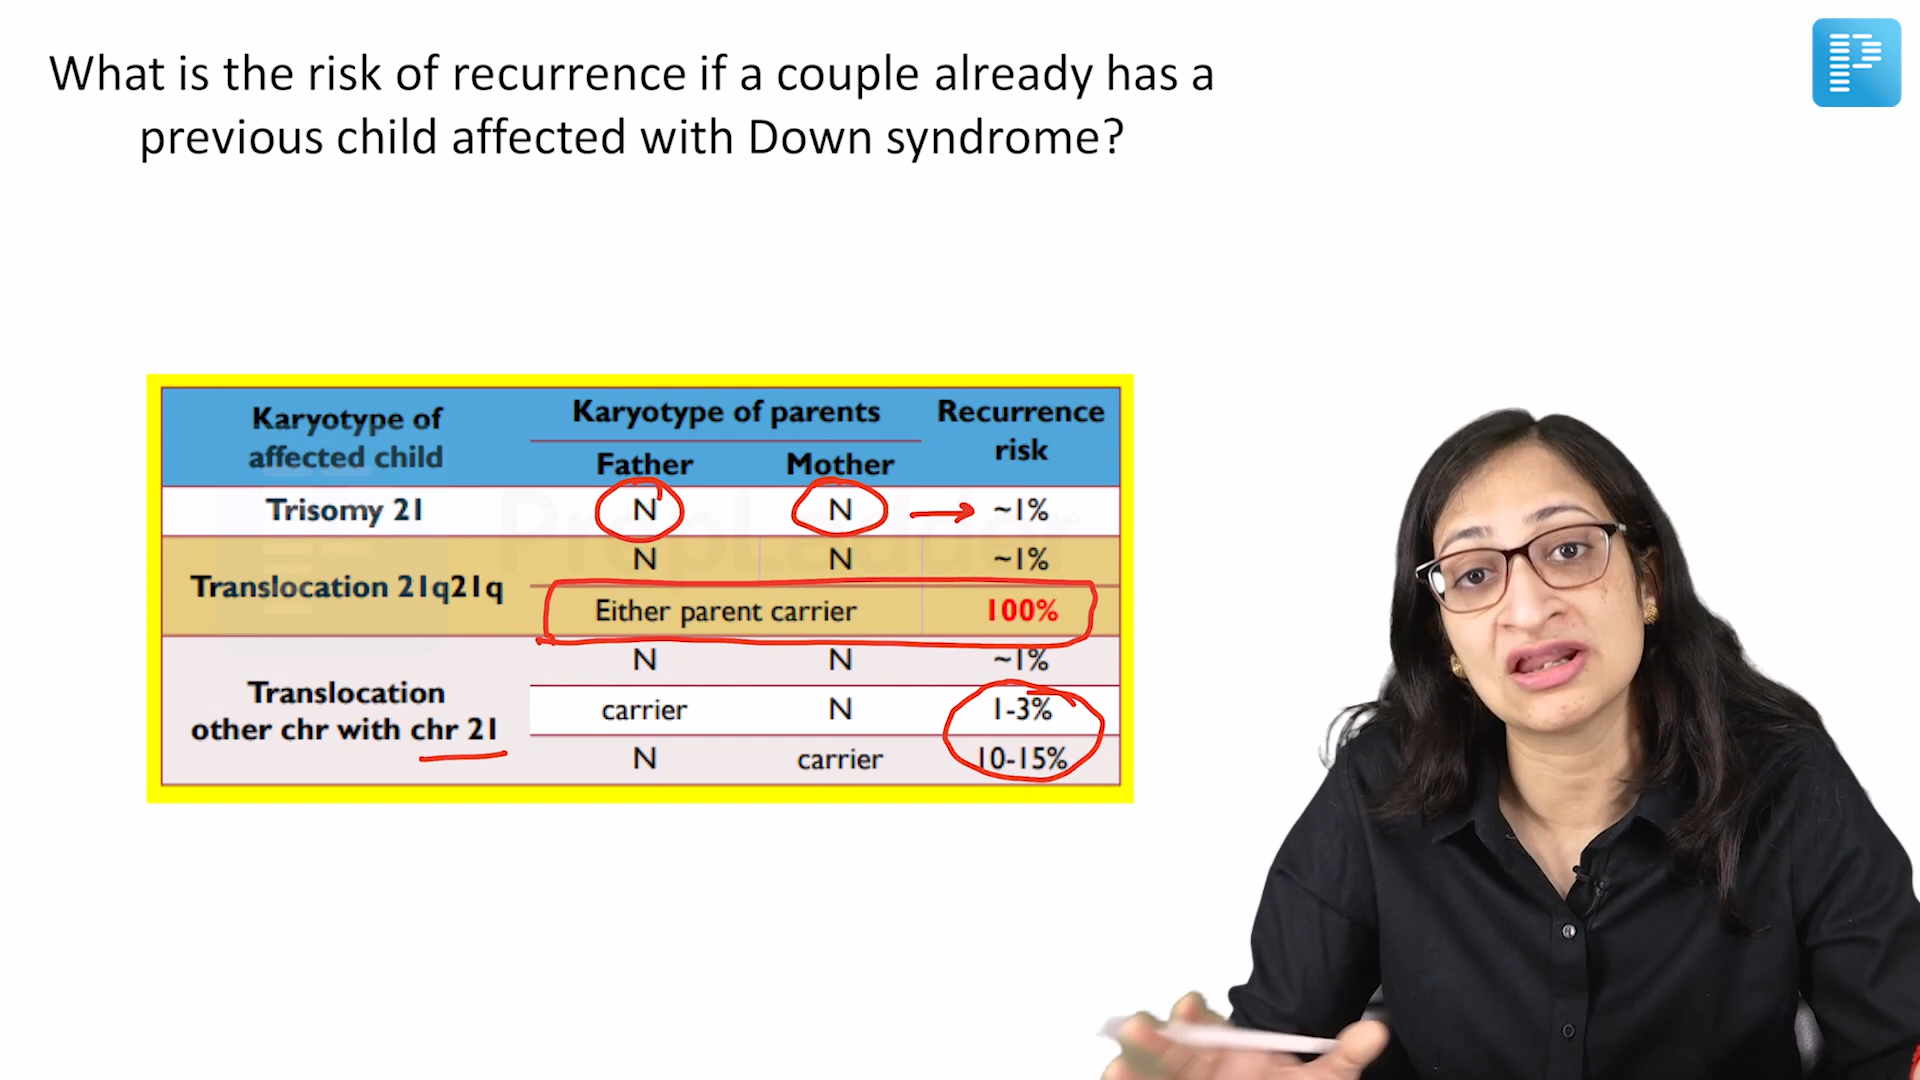 What is the risk of recurrence if a couple already has a
previous child affected with Down syndrome?
Karyotype of
affected child
Karyotype of parents
Father
Mother
Recurrence
risk
Trisomy 21
N
N
~1%
Translocation 21q21q
N
N
~1%
Either parent carrier
100%
Translocation
other chr with chr 21
N
N
~1%
carrier
N
1-3%
N
carrier
10-15%
PrepLadder